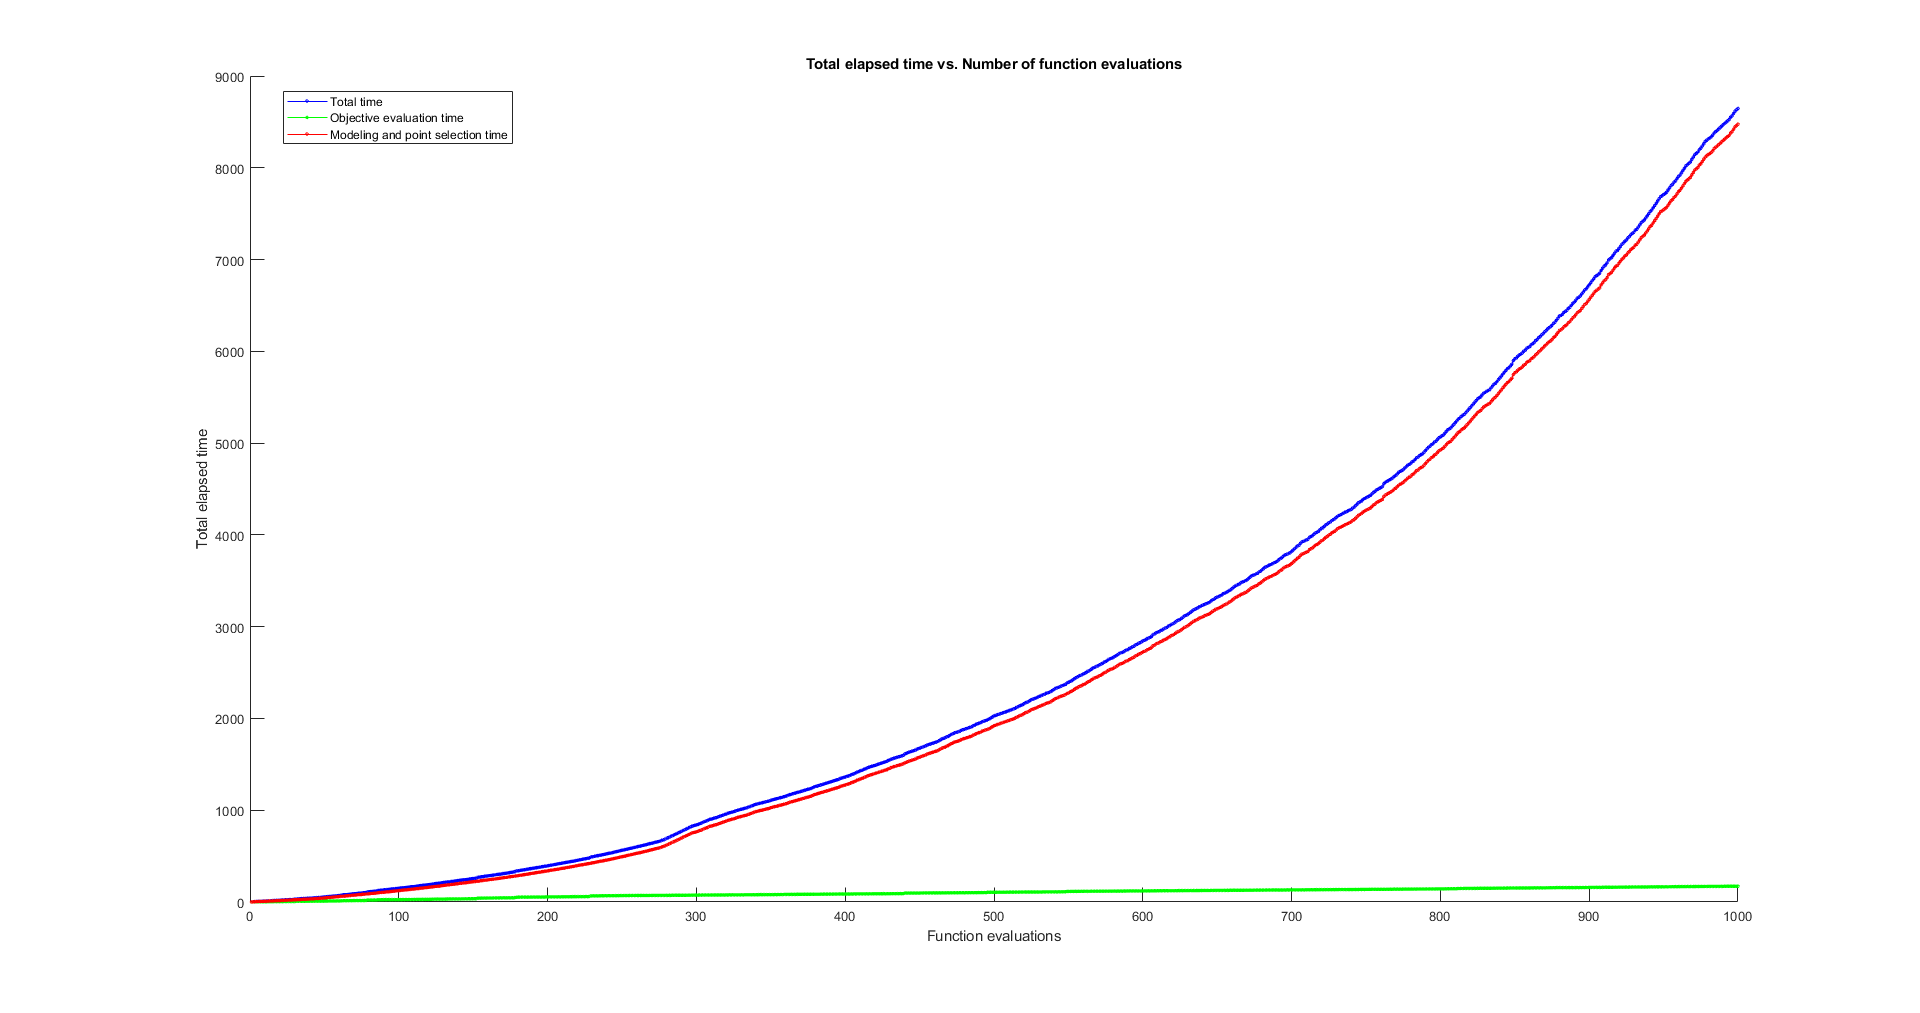 Total elapsed time vs. Number of function evaluations
Total time
Objective evaluation time
Modeling and point selection time
Total elapsed time
9000
8000
7000
6000
5000
4000
3000
2000
1000
0
0 100 200 300 400 500 600 700 800 900 1000
Function evaluations